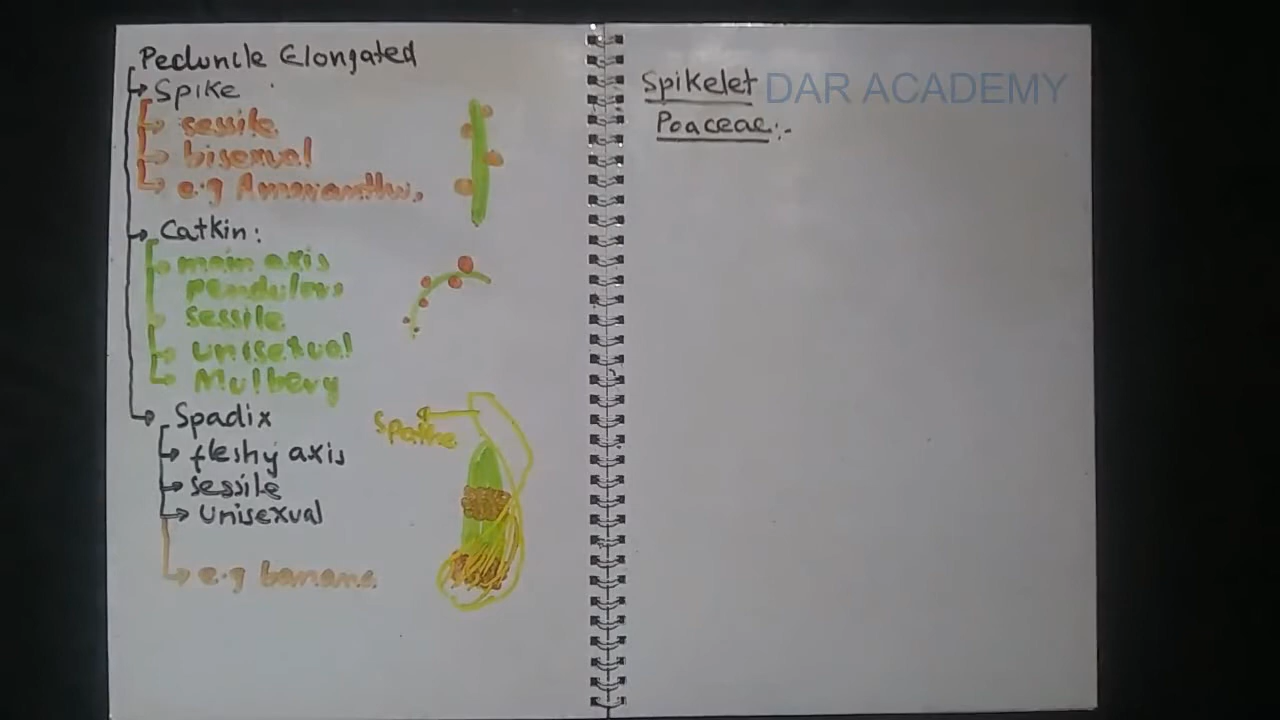 Peduncle Elongated
Spike
sessile
bisexual
e.g Amaranthus.
Catkin:
main axis
pendulous
sessile
unisexual
Mulbery
Spadix
Spathe
fleshy axis
sessile
unisexual
e.g banana
Spikelet DAR ACADEMY
Poaceae:-